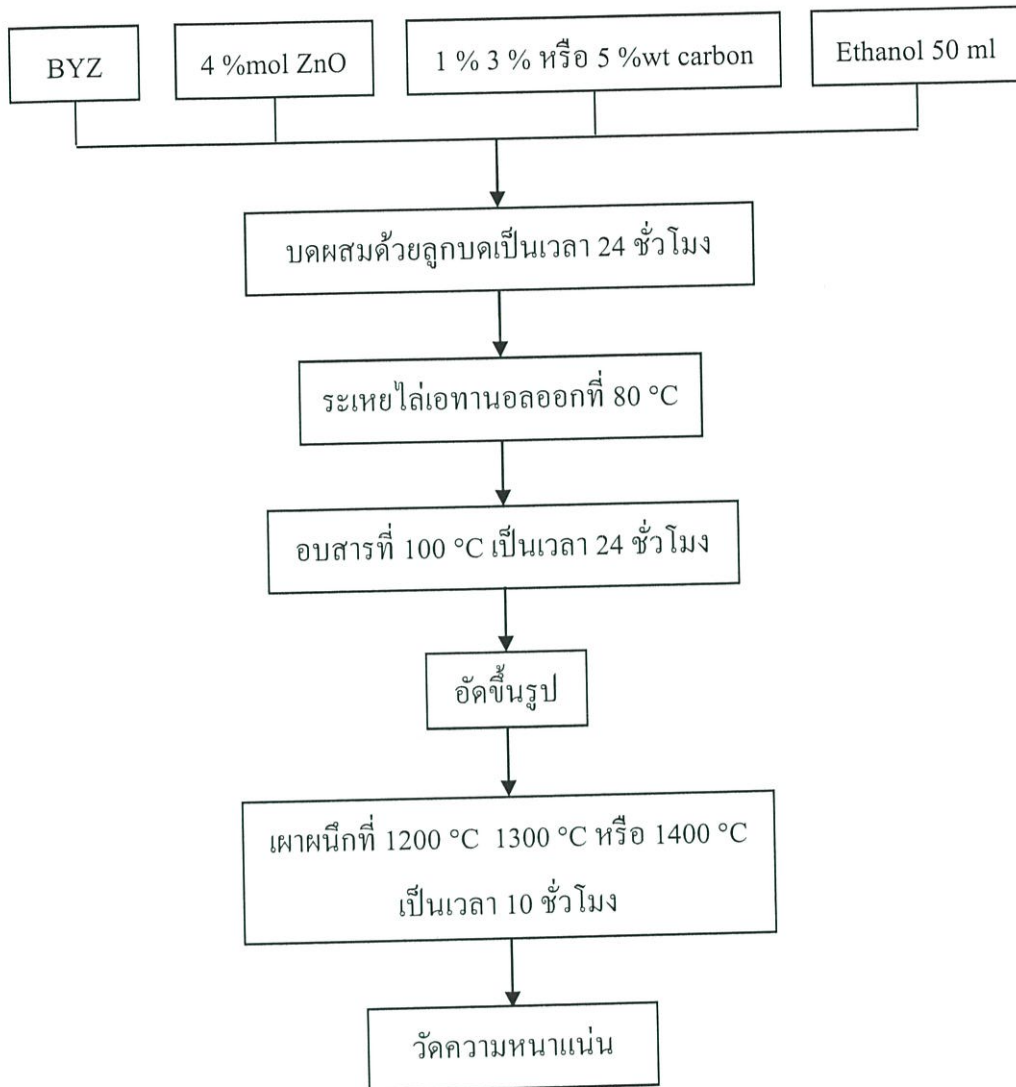 BYZ
4 %mol ZnO
1 % 3 % หรือ 5 %wt carbon
Ethanol 50 ml
บดผสมด้วยลูกบดเป็นเวลา 24 ชั่วโมง
ระเหยไล่เอทานอลออกที่ 80 °C
อบสารที่ 100 °C เป็นเวลา 24 ชั่วโมง
อัดขึ้นรูป
เผาผนึกที่ 1200 °C 1300 °C หรือ 1400 °C
เป็นเวลา 10 ชั่วโมง
วัดความหนาแน่น